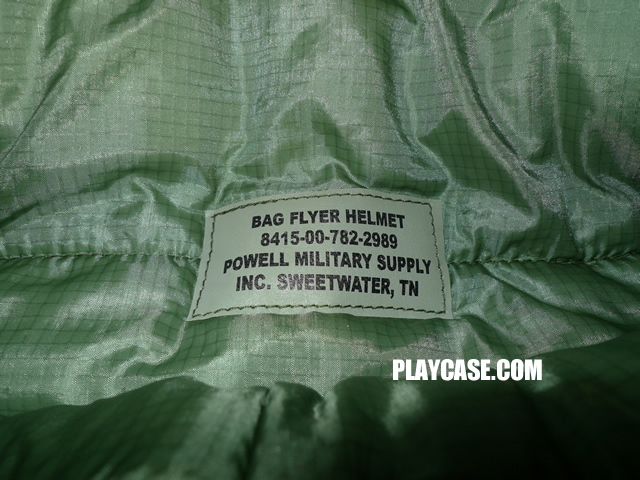 BAG FLYER HELMET
8415-00-782-2989
POWELL MILITARY SUPPLY
INC. SWEETWATER, TN
PLAYCASE.COM